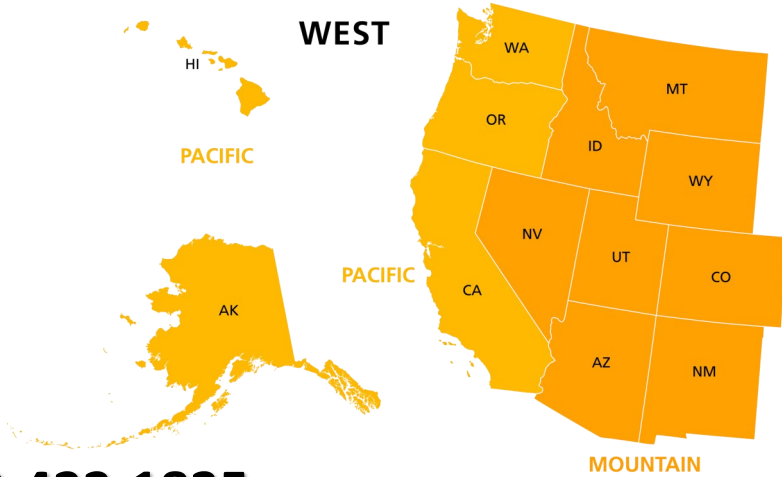 WEST
HI
PACIFIC
AK
WA
MT
OR
ID
WY
NV
UT
CO
PACIFIC
CA
AZ
NM
MOUNTAIN